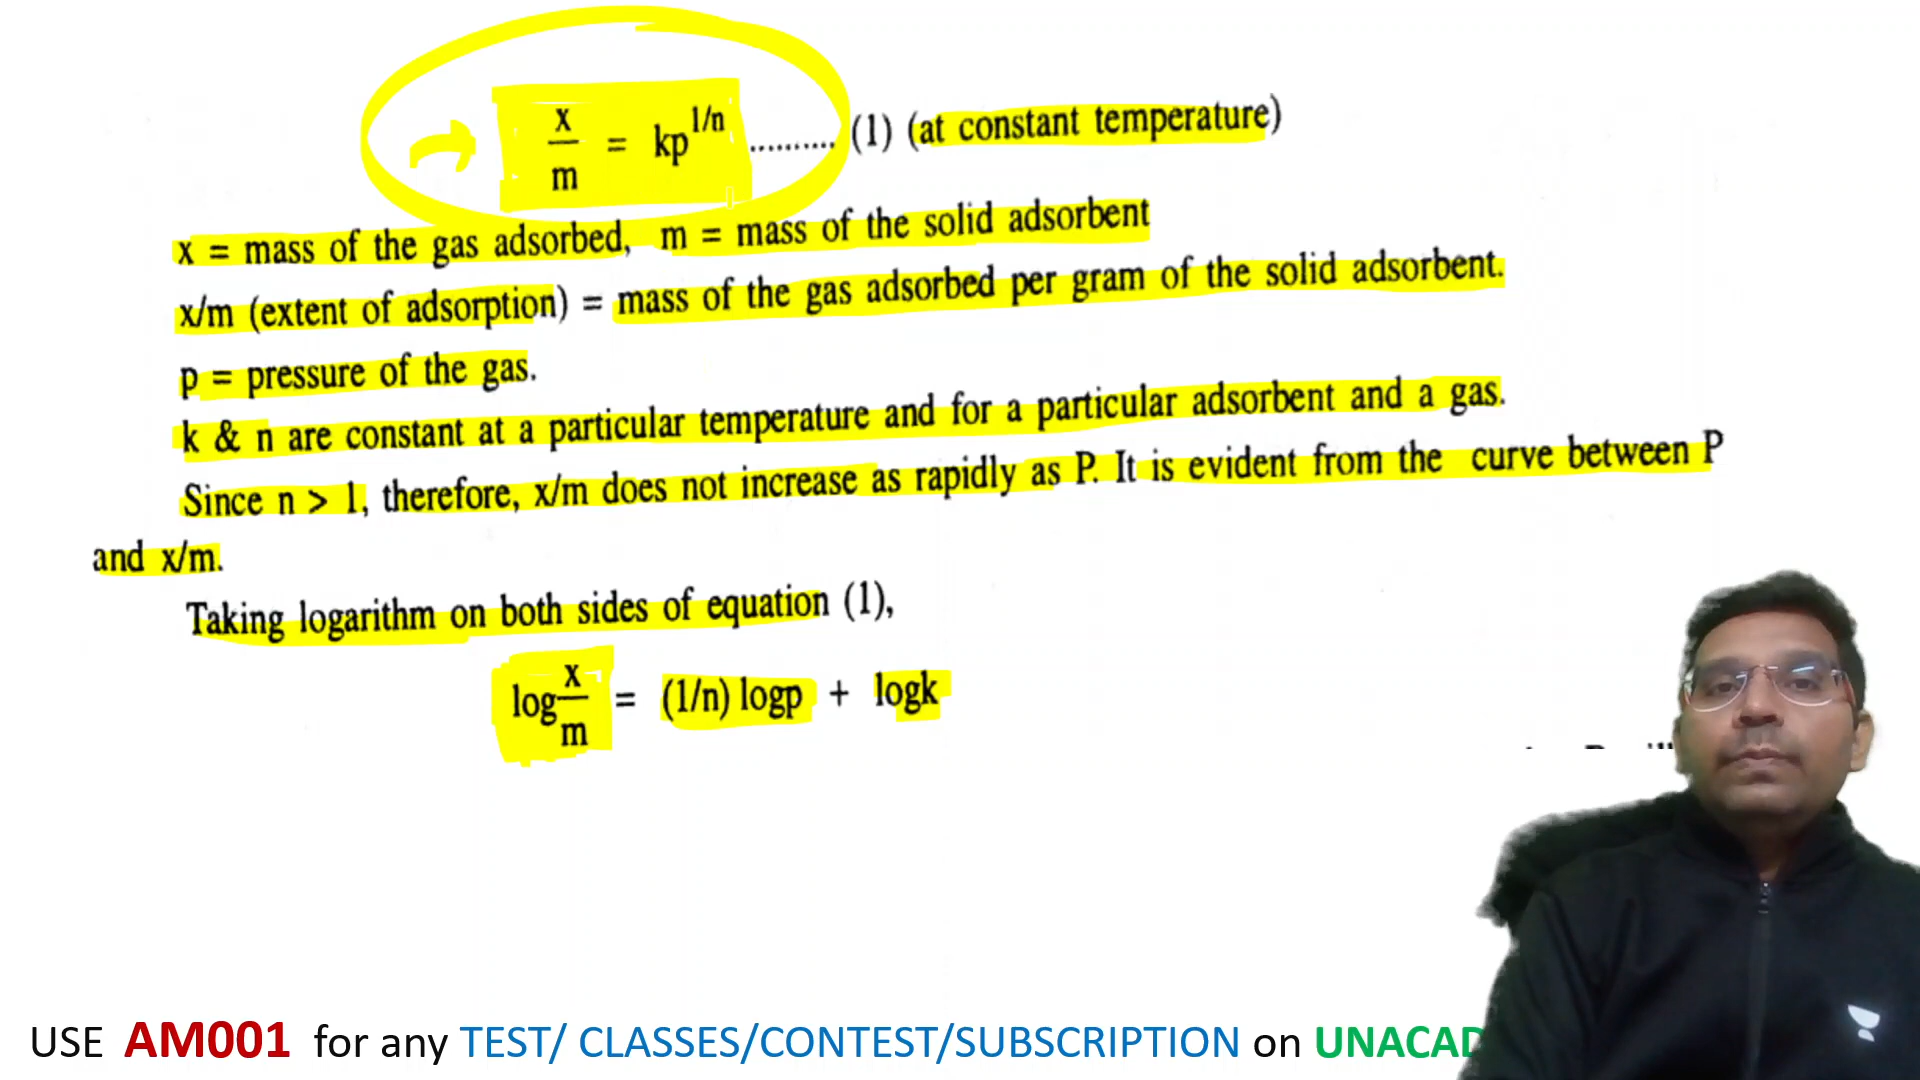 x/m = kp^1/n .......... (1) (at constant temperature)
x = mass of the gas adsorbed, m = mass of the solid adsorbent
x/m (extent of adsorption) = mass of the gas adsorbed per gram of the solid adsorbent.
p = pressure of the gas.
k & n are constant at a particular temperature and for a particular adsorbent and a gas.
Since n > 1, therefore, x/m does not increase as rapidly as P. It is evident from the curve between P
and x/m.
Taking logarithm on both sides of equation (1),
log x/m = (1/n) logp + logk
USE AM001 for any TEST/ CLASSES/CONTEST/SUBSCRIPTION on UNACAD